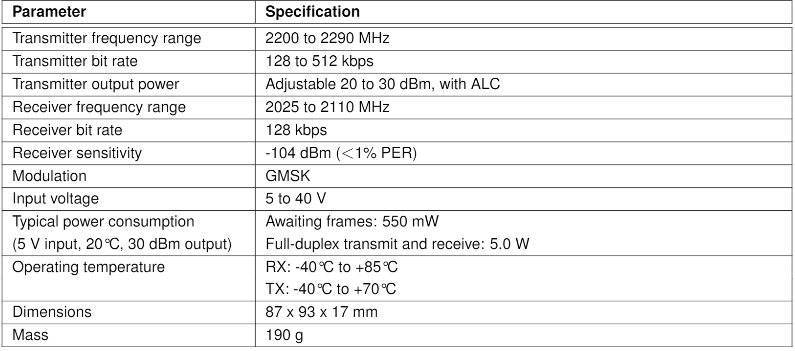 Parameter Specification
Transmitter frequency range 2200 to 2290 MHz
Transmitter bit rate 128 to 512 kbps
Transmitter output power Adjustable 20 to 30 dBm, with ALC
Receiver frequency range 2025 to 2110 MHz
Receiver bit rate 128 kbps
Receiver sensitivity -104 dBm (<1% PER)
Modulation GMSK
Input voltage 5 to 40 V
Typical power consumption Awaiting frames: 550 mW
(5 V input, 20°C, 30 dBm output) Full-duplex transmit and receive: 5.0 W
Operating temperature RX: -40°C to +85°C
TX: -40°C to +70°C
Dimensions 87 x 93 x 17 mm
Mass 190 g